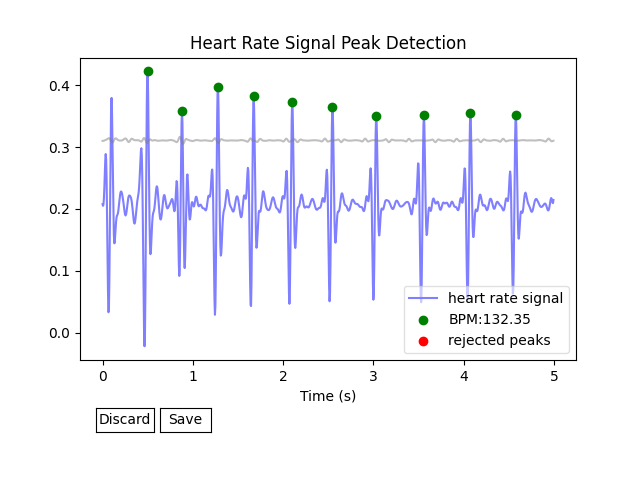 Heart Rate Signal Peak Detection
0.4
0.3
0.2
0.1
0.0
heart rate signal
BPM:132.35
rejected peaks
0 1 2 3 4 5
Time (s)
Discard Save